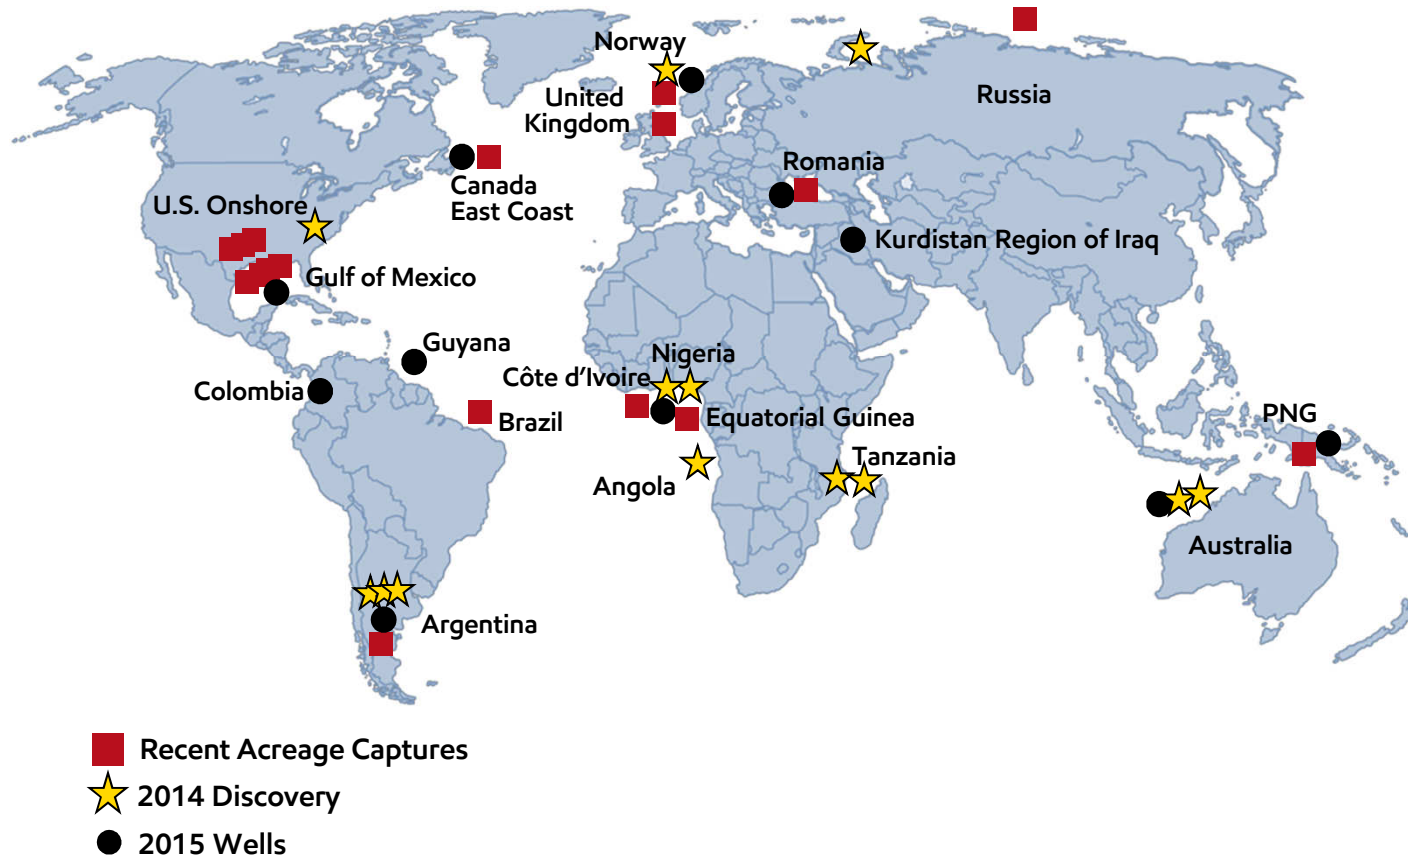 Norway
United
Kingdom
Russia
Romania
Canada
East Coast
U.S. Onshore
Kurdistan Region of Iraq
Gulf of Mexico
Guyana
Nigeria
Colombia
Côte d’Ivoire
Brazil
Equatorial Guinea
PNG
Tanzania
Angola
Australia
Argentina
Recent Acreage Captures
2014 Discovery
2015 Wells